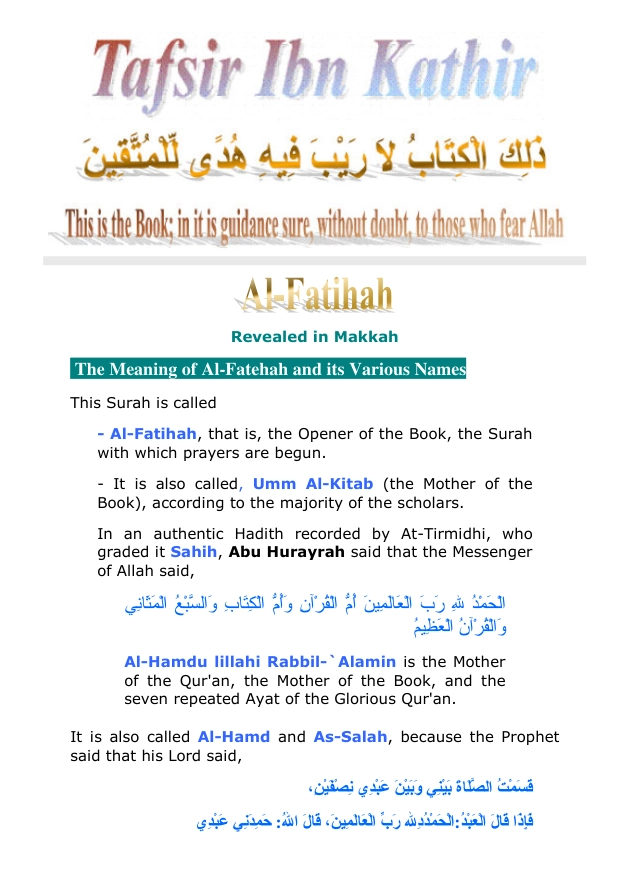 Tafsir Ibn Kathir
ذَلِكَ الْكِتَابُ لاَ رَيْبَ فِيهِ هُدًى لِّلْمُتَّقِينَ
This is the Book; in it is guidance sure, without doubt, to those who fear Allah
Al-Fatihah
Revealed in Makkah
The Meaning of Al-Fatehah and its Various Names
This Surah is called
- Al-Fatihah, that is, the Opener of the Book, the Surah
with which prayers are begun.
- It is also called, Umm Al-Kitab (the Mother of the
Book), according to the majority of the scholars.
In an authentic Hadith recorded by At-Tirmidhi, who
graded it Sahih, Abu Hurayrah said that the Messenger
of Allah said,
الْحَمْدُ للهِ رَبَ الْعَالَمِينَ أُمُّ الْقُرْآنِ وَأُمُّ الْكِتَابِ وَالسَّبْعُ الْمَثَانِي
وَالْقُرْآنُ الْعَظِيمُ
Al-Hamdu lillahi Rabbil-`Alamin is the Mother
of the Qur'an, the Mother of the Book, and the
seven repeated Ayat of the Glorious Qur'an.
It is also called Al-Hamd and As-Salah, because the Prophet
said that his Lord said,
قَسَمْتُ الصَّلَاةَ بَيْنِي وَبَيْنَ عَبْدِي نِصْفَيْنِ،
فَإِذَا قَالَ الْعَبْدُ:الْحَمْدُدِلله رَبِّ الْعَالَمِينَ، قَالَ اللهُ: حَمِدَنِي عَبْدِي